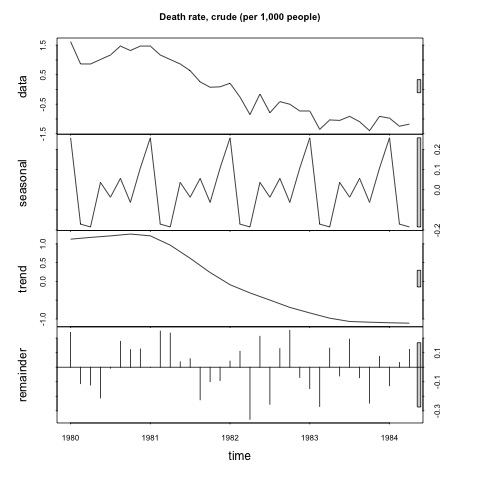 Death rate, crude (per 1,000 people)
data
1.5
0.5
-0.5
-1.5
seasonal
0.2
0.1
0.0
-0.2
trend
1.0
0.5
0.0
-1.0
remainder
0.1
-0.1
-0.3
1980 1981 1982 1983 1984
time